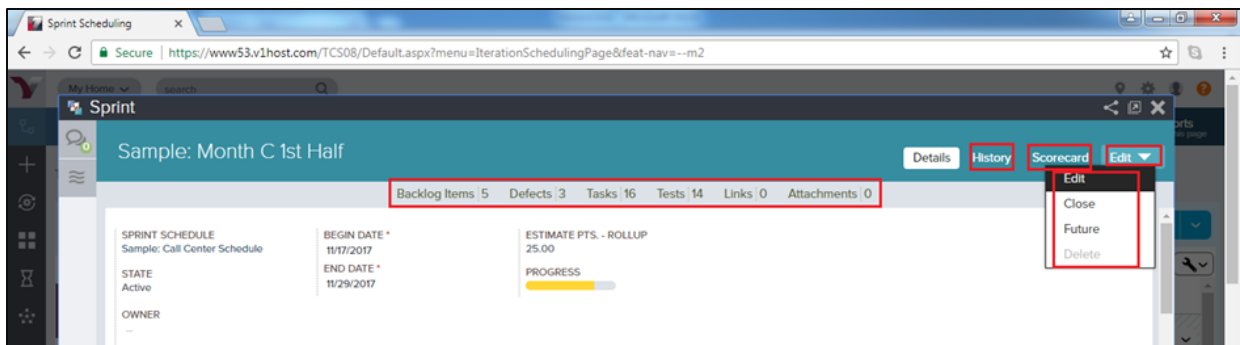 Sprint Scheduling
Secure | https://www53.v1host.com/TCS08/Default.aspx?menu=IterationSchedulingPage&feat-nav=--m2
My Home search
Sprint
Sample: Month C 1st Half
Details History Scorecard Edit
Backlog Items 5 Defects 3 Tasks 16 Tests 14 Links 0 Attachments 0
Edit
Close
Future
Delete
SPRINT SCHEDULE BEGIN DATE * ESTIMATE PTS. - ROLLUP
Sample: Call Center Schedule 11/17/2017 25.00
STATE END DATE * PROGRESS
Active 11/29/2017
OWNER